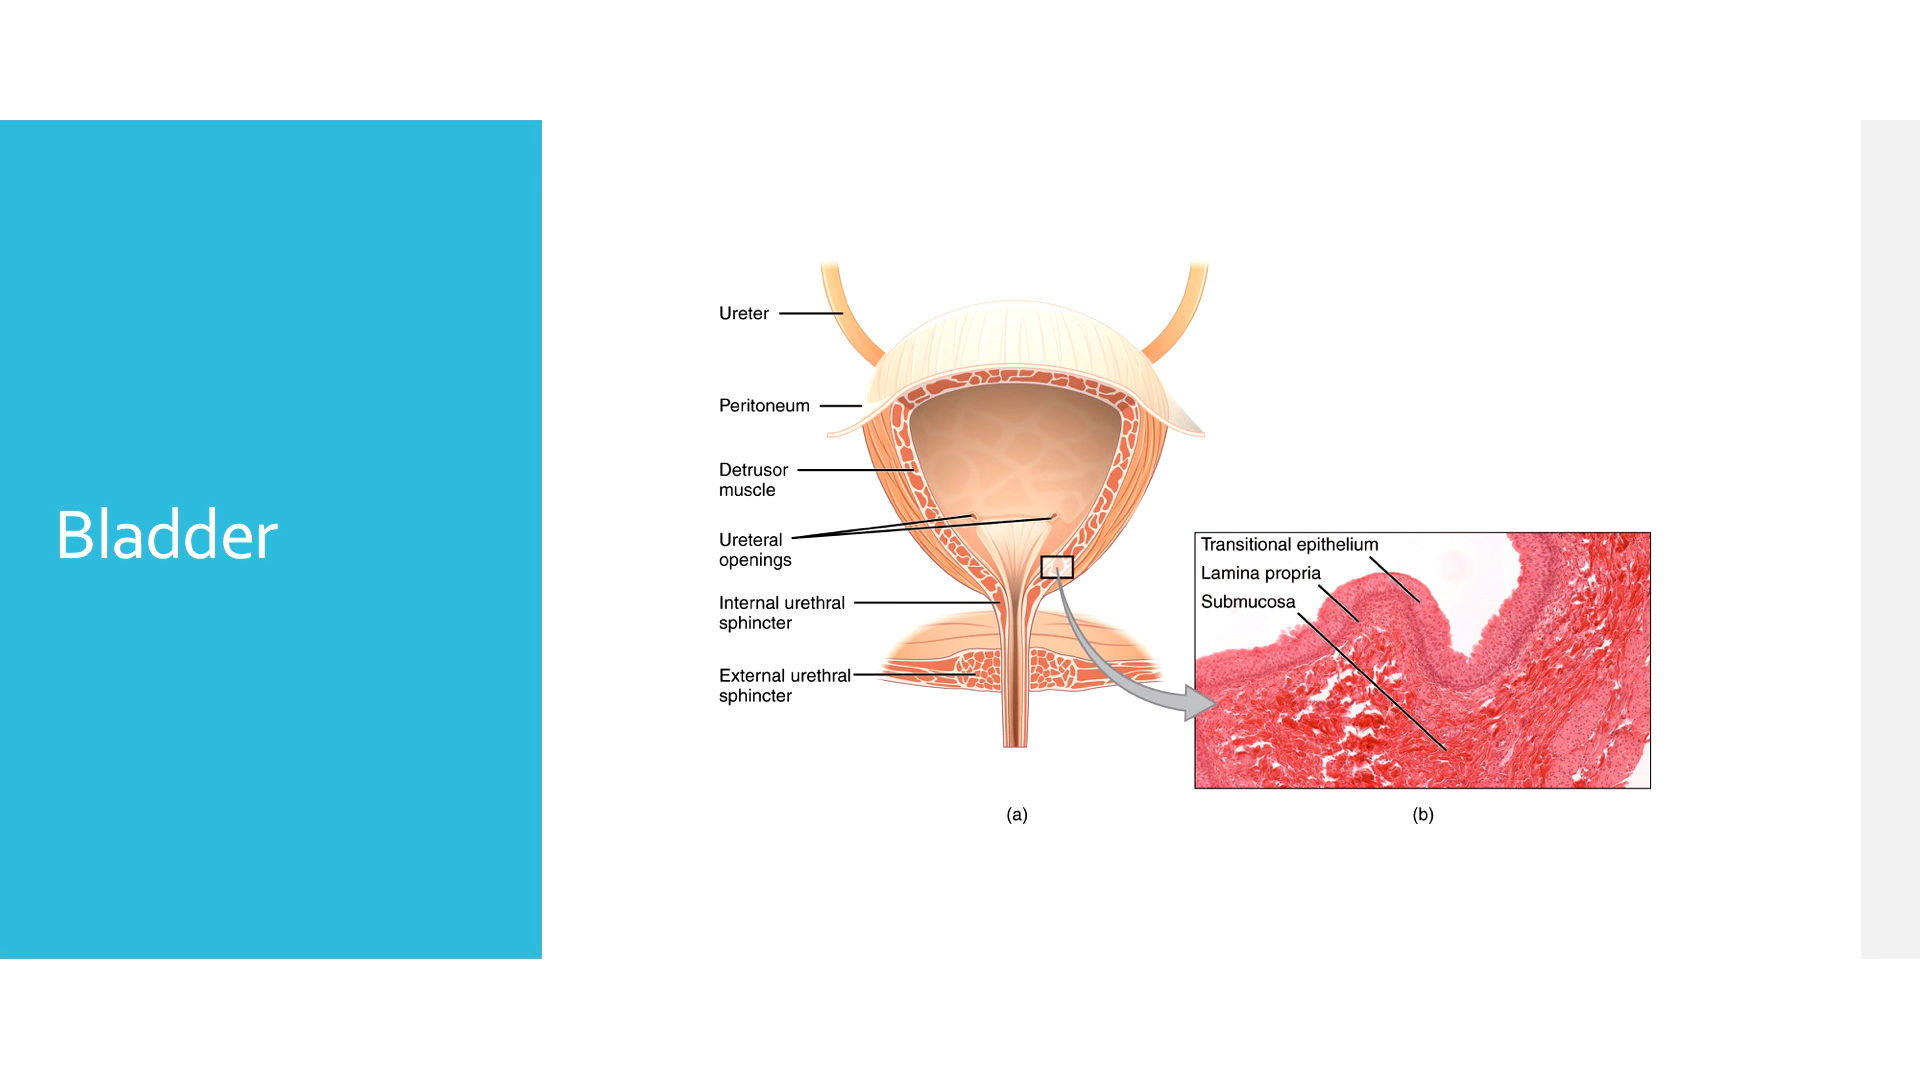 Bladder
Ureter
Peritoneum
Detrusor
muscle
Ureteral
openings
Internal urethral
sphincter
External urethral
sphincter
Transitional epithelium
Lamina propria
Submucosa
(a)
(b)